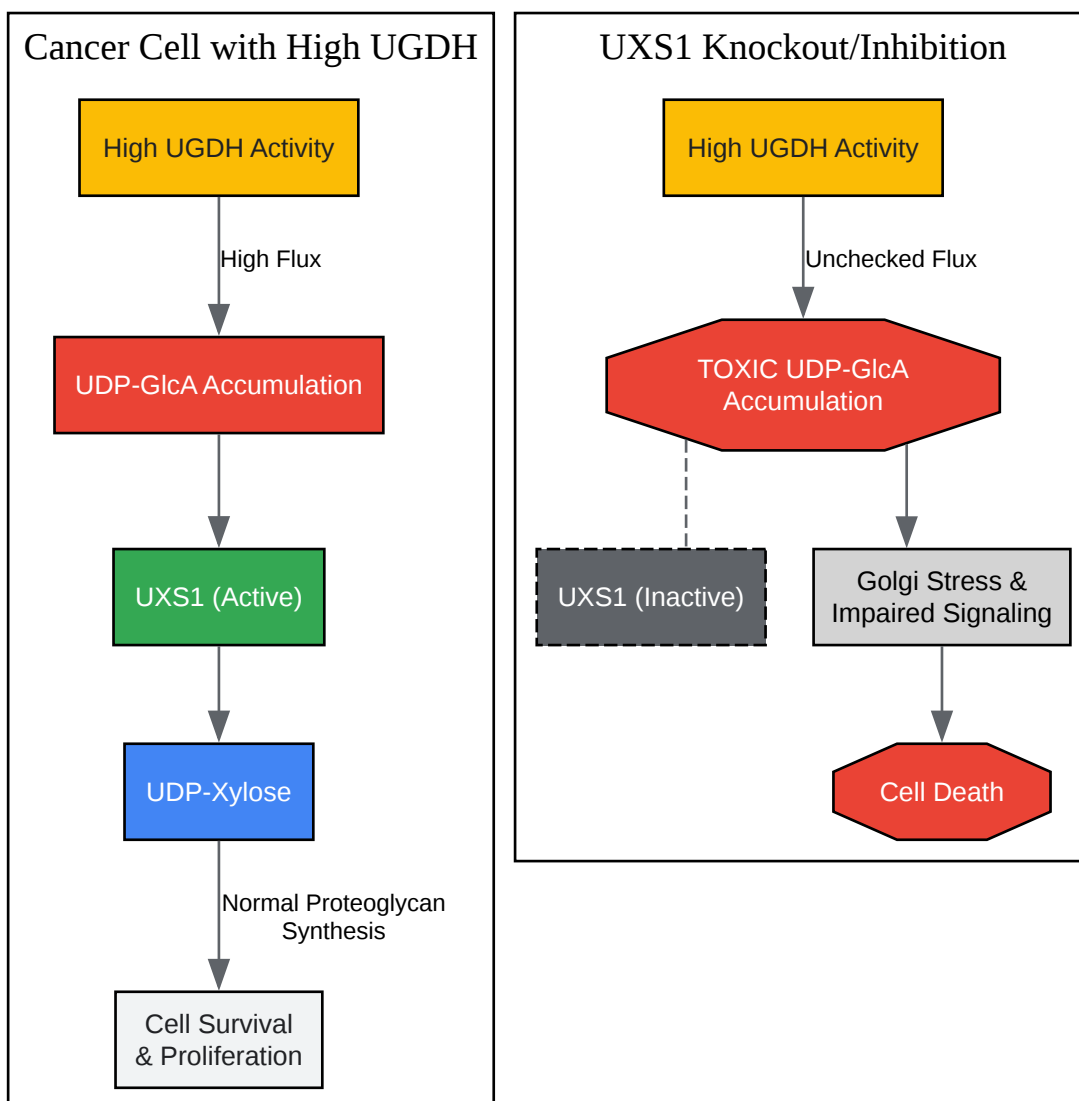 Cancer Cell with High UGDH
High UGDH Activity
High Flux
UDP-GlcA Accumulation
UXS1 (Active)
UDP-Xylose
Normal Proteoglycan
Synthesis
Cell Survival
& Proliferation
UXS1 Knockout/Inhibition
High UGDH Activity
Unchecked Flux
TOXIC UDP-GlcA
Accumulation
UXS1 (Inactive)
Golgi Stress &
Impaired Signaling
Cell Death